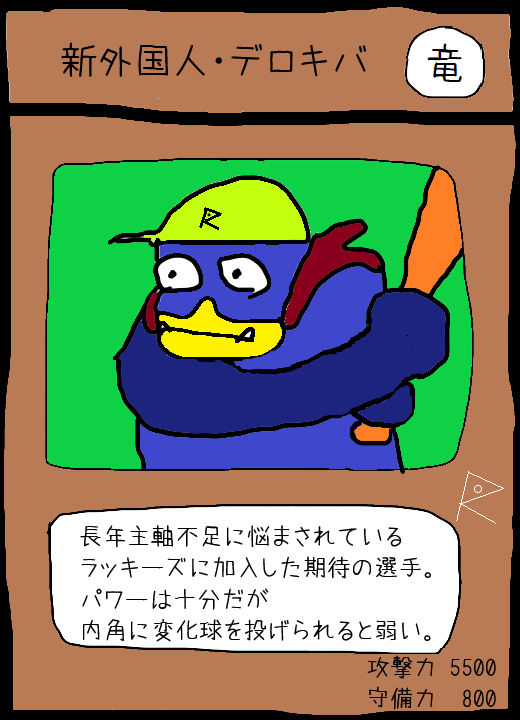 新外国人・デロキバ
竜
R
R
長年主軸不足に悩まされている
ラッキーズに加入した期待の選手。
パワーは十分だが
内角に変化球を投げられると弱い。
攻撃力 5500
守備力 800